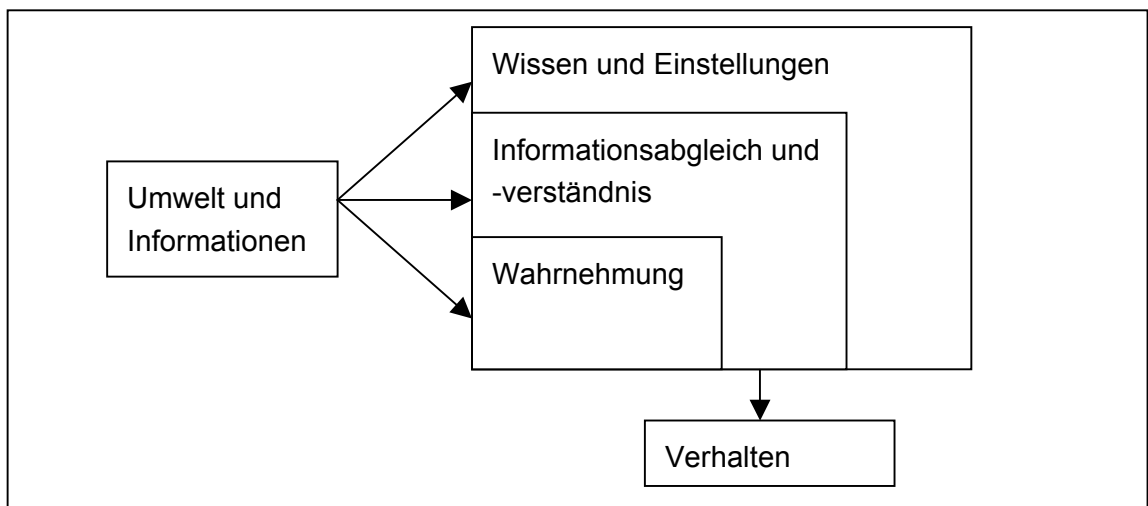 Wissen und Einstellungen
Informationsabgleich und
-verständnis
Umwelt und
Informationen
Wahrnehmung
Verhalten